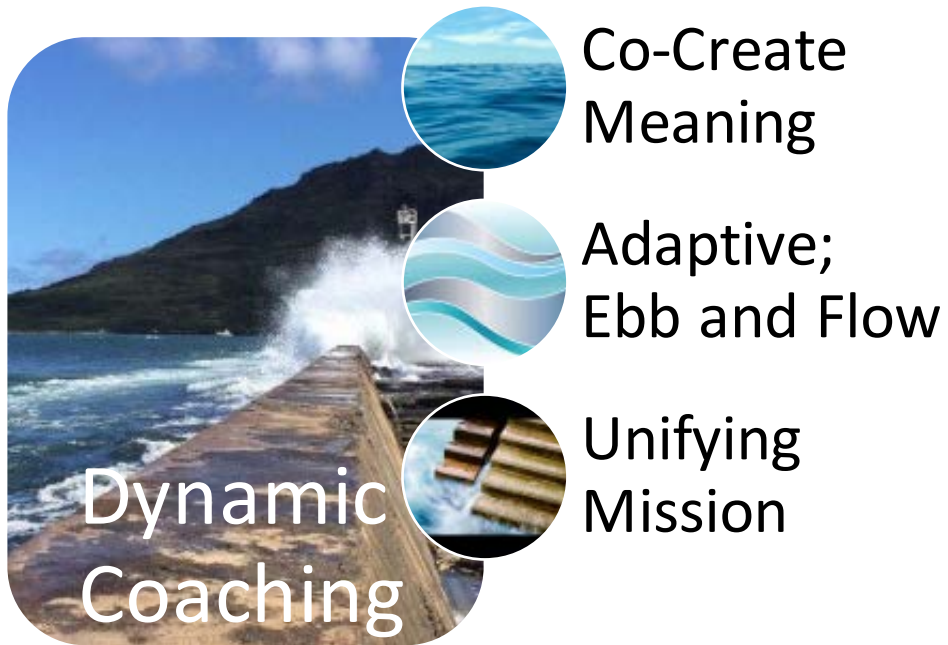 Co-Create
Meaning
Adaptive;
Ebb and Flow
Unifying
Mission
Dynamic
Coaching